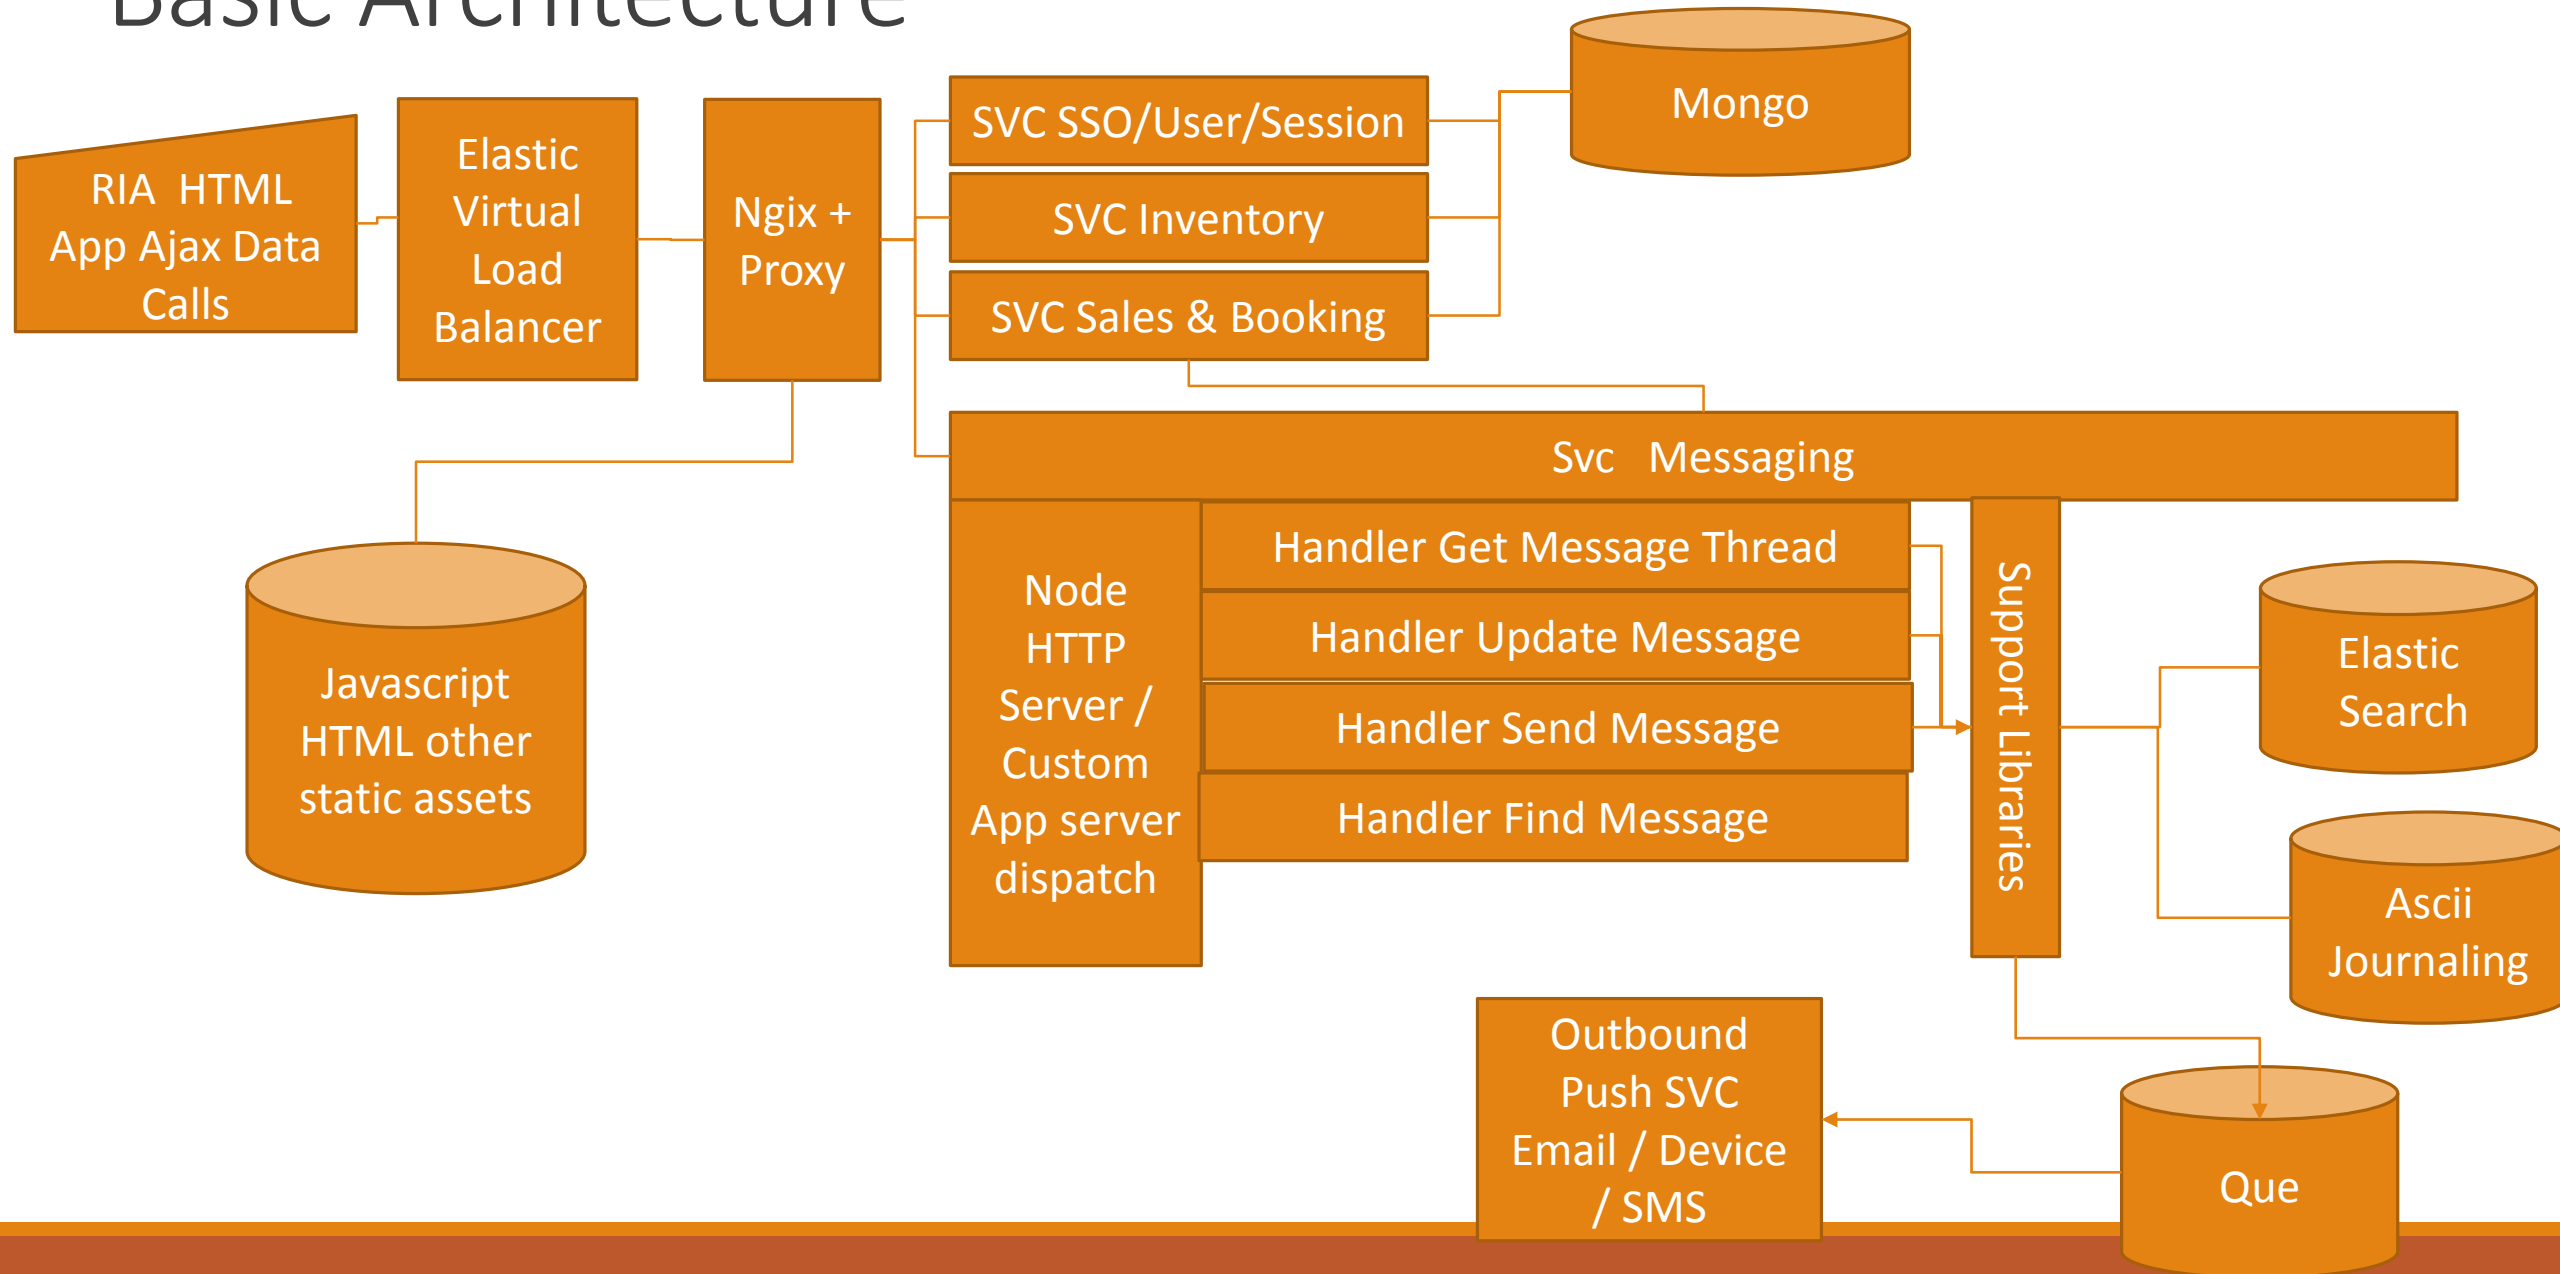 Basic Architecture
RIA HTML
App Ajax Data
Calls
Elastic
Virtual
Load
Balancer
Ngix +
Proxy
SVC SSO/User/Session
SVC Inventory
SVC Sales & Booking
Mongo
Svc Messaging
Javascript
HTML other
static assets
Node
HTTP
Server /
Custom
App server
dispatch
Handler Get Message Thread
Handler Update Message
Handler Send Message
Handler Find Message
Support Libraries
Elastic
Search
Ascii
Journaling
Outbound
Push SVC
Email / Device
/ SMS
Que